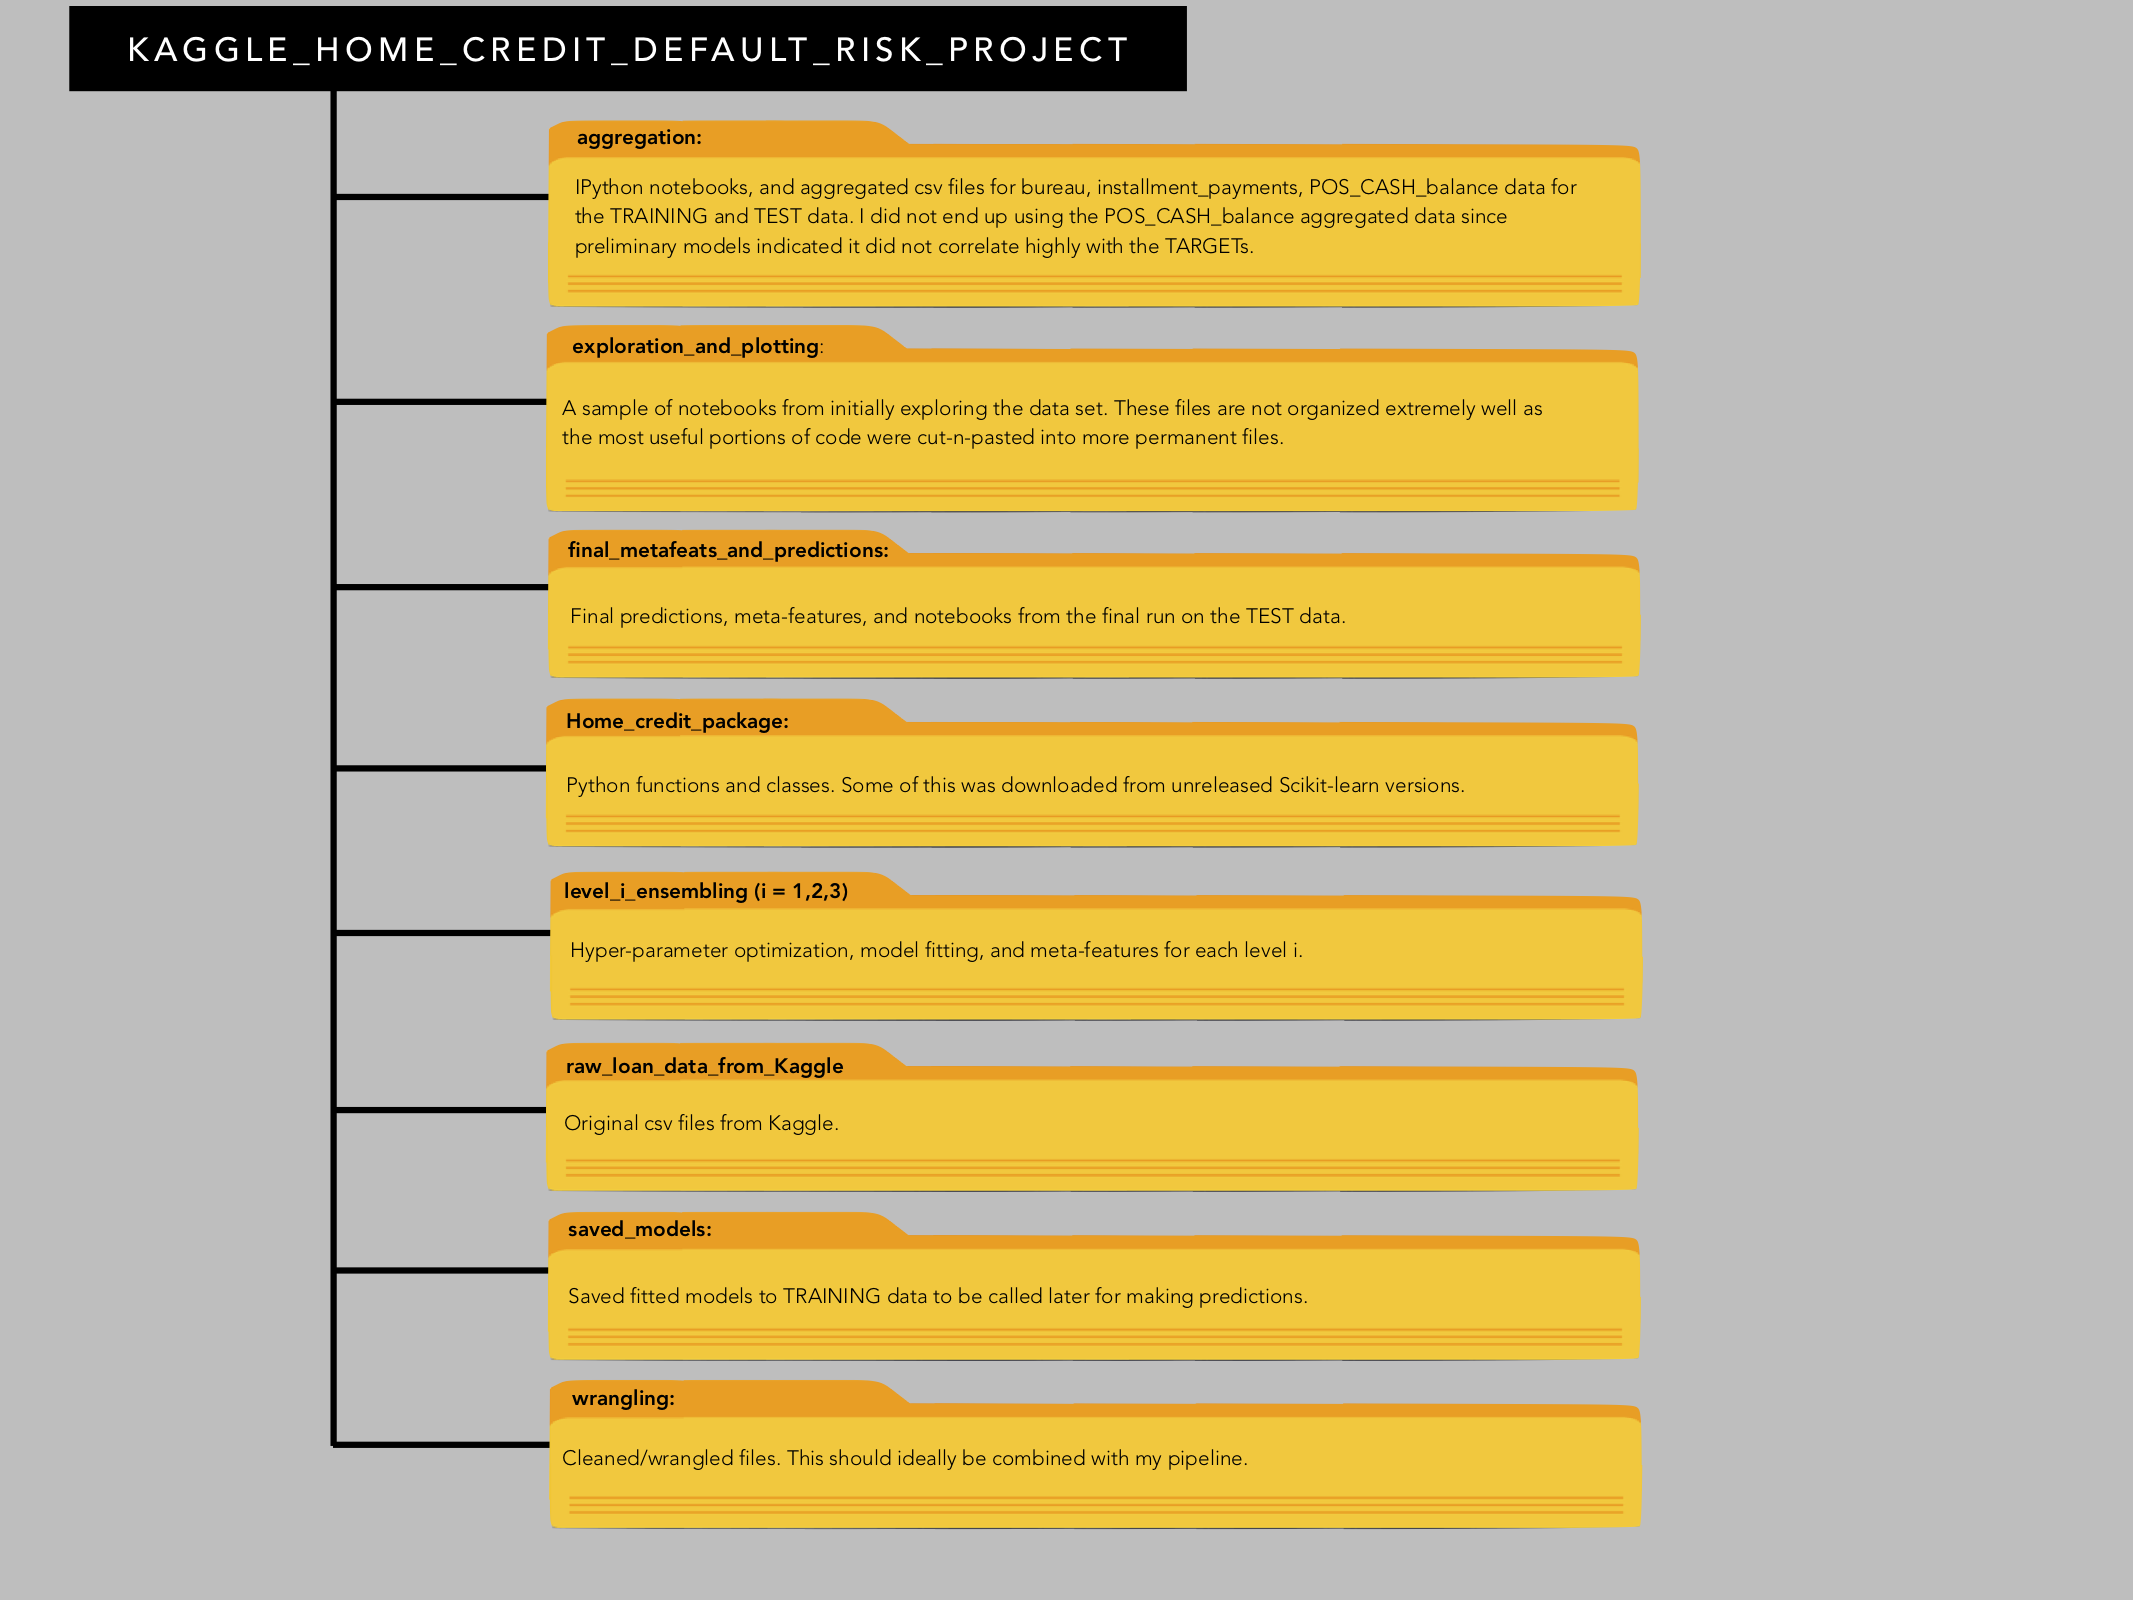 KAGGLE_HOME_CREDIT_DEFAULT_RISK_PROJECT
aggregation:
IPython notebooks, and aggregated csv files for bureau, installment_payments, POS_CASH_balance data for
the TRAINING and TEST data. I did not end up using the POS_CASH_balance aggregated data since
preliminary models indicated it did not correlate highly with the TARGETs.
exploration_and_plotting:
A sample of notebooks from initially exploring the data set. These files are not organized extremely well as
the most useful portions of code were cut-n-pasted into more permanent files.
final_metafeats_and_predictions:
Final predictions, meta-features, and notebooks from the final run on the TEST data.
Home_credit_package:
Python functions and classes. Some of this was downloaded from unreleased Scikit-learn versions.
level_i_ensembling (i = 1,2,3)
Hyper-parameter optimization, model fitting, and meta-features for each level i.
raw_loan_data_from_Kaggle
Original csv files from Kaggle.
saved_models:
Saved fitted models to TRAINING data to be called later for making predictions.
wrangling:
Cleaned/wrangled files. This should ideally be combined with my pipeline.